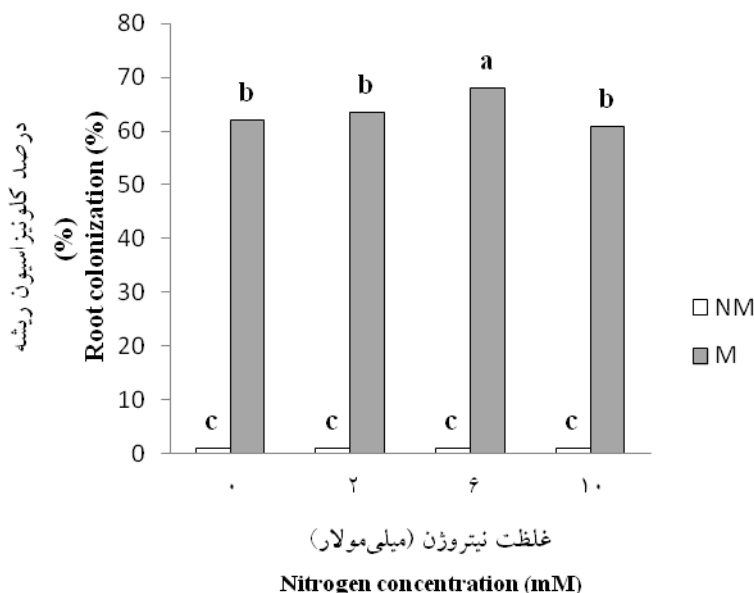 80
70
60
50
40
30
20
10
0
درصد کلونیزاسیون ریشه
(%)
Root colonization (%)
b
b
a
b
c
c
c
c
NM
M
۰
۲
۶
۱۰
غلظت نیتروژن (میلی‌مولار)
Nitrogen concentration (mM)